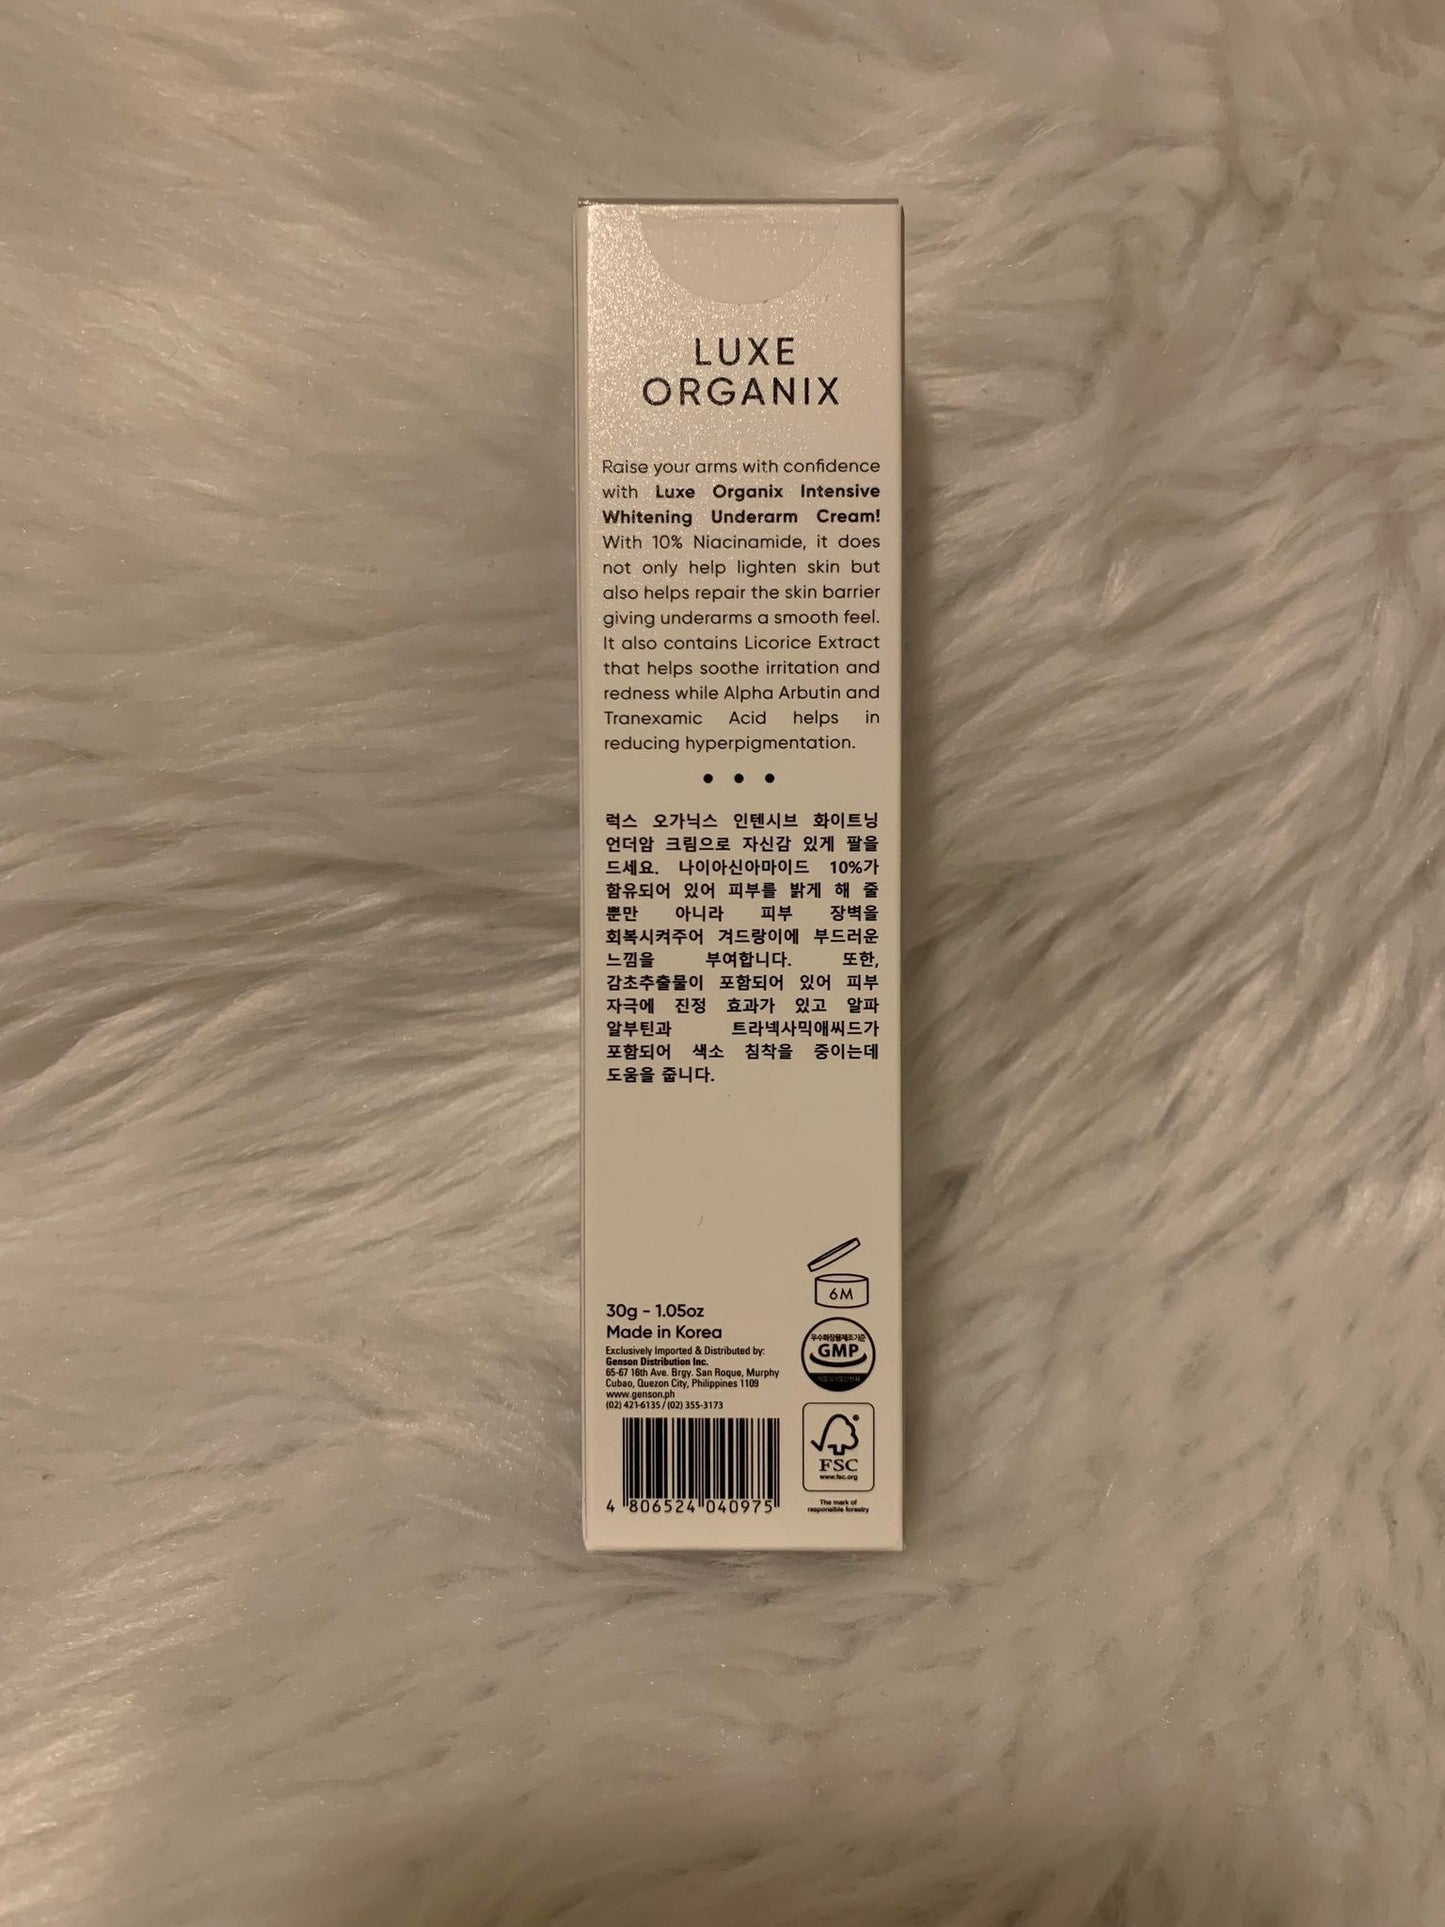 LUXE
ORGANIX
Raise your arms with confidence
with Luxe Organix Intensive
Whitening Underarm Cream!
With 10% Niacinamide, it does
not only help lighten skin but
also helps repair the skin barrier
giving underarms a smooth feel.
It also contains Licorice Extract
that helps soothe irritation and
redness while Alpha Arbutin and
Tranexamic Acid helps in
reducing hyperpigmentation.
럭스 오가닉스 인텐시브 화이트닝
언더암 크림으로 자신감 있게 팔을
드세요. 나이아신아마이드 10%가
함유되어 있어 피부를 밝게 해 줄
뿐만 아니라 피부 장벽을
회복시켜주어 겨드랑이에 부드러운
느낌을 부여합니다. 또한,
감초추출물이 포함되어 있어 피부
자극에 진정 효과가 있고 알파
알부틴과 트라넥사믹애씨드가
포함되어 색소 침착을 중이는데
도움을 줍니다.
6M
30g - 1.05oz
Made in Korea
Exclusively Imported & Distributed by:
Genson Distribution Inc.
65-67 16th Ave. Brgy. San Roque, Murphy
Cubao, Quezon City, Philippines 1109
www.genson.ph
(02) 421-6135 / (02) 355-3173
우수화장품제조기준
GMP
FSC
www.fsc.org
The mark of
responsible forestry
4 806524 040975